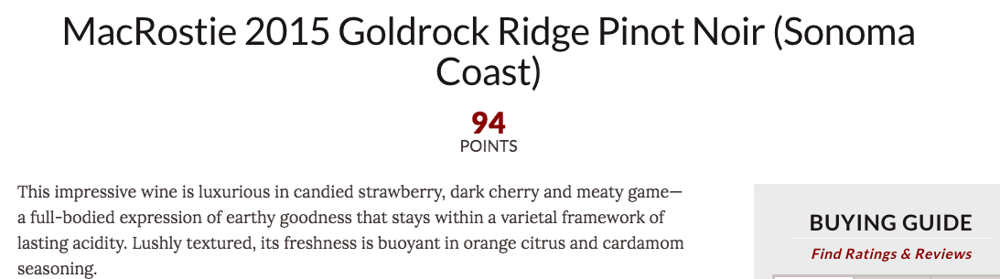 MacRostie 2015 Goldrock Ridge Pinot Noir (Sonoma
Coast)
94
POINTS
This impressive wine is luxurious in candied strawberry, dark cherry and meaty game—
a full-bodied expression of earthy goodness that stays within a varietal framework of
lasting acidity. Lushly textured, its freshness is buoyant in orange citrus and cardamom
seasoning.
BUYING GUIDE
Find Ratings & Reviews